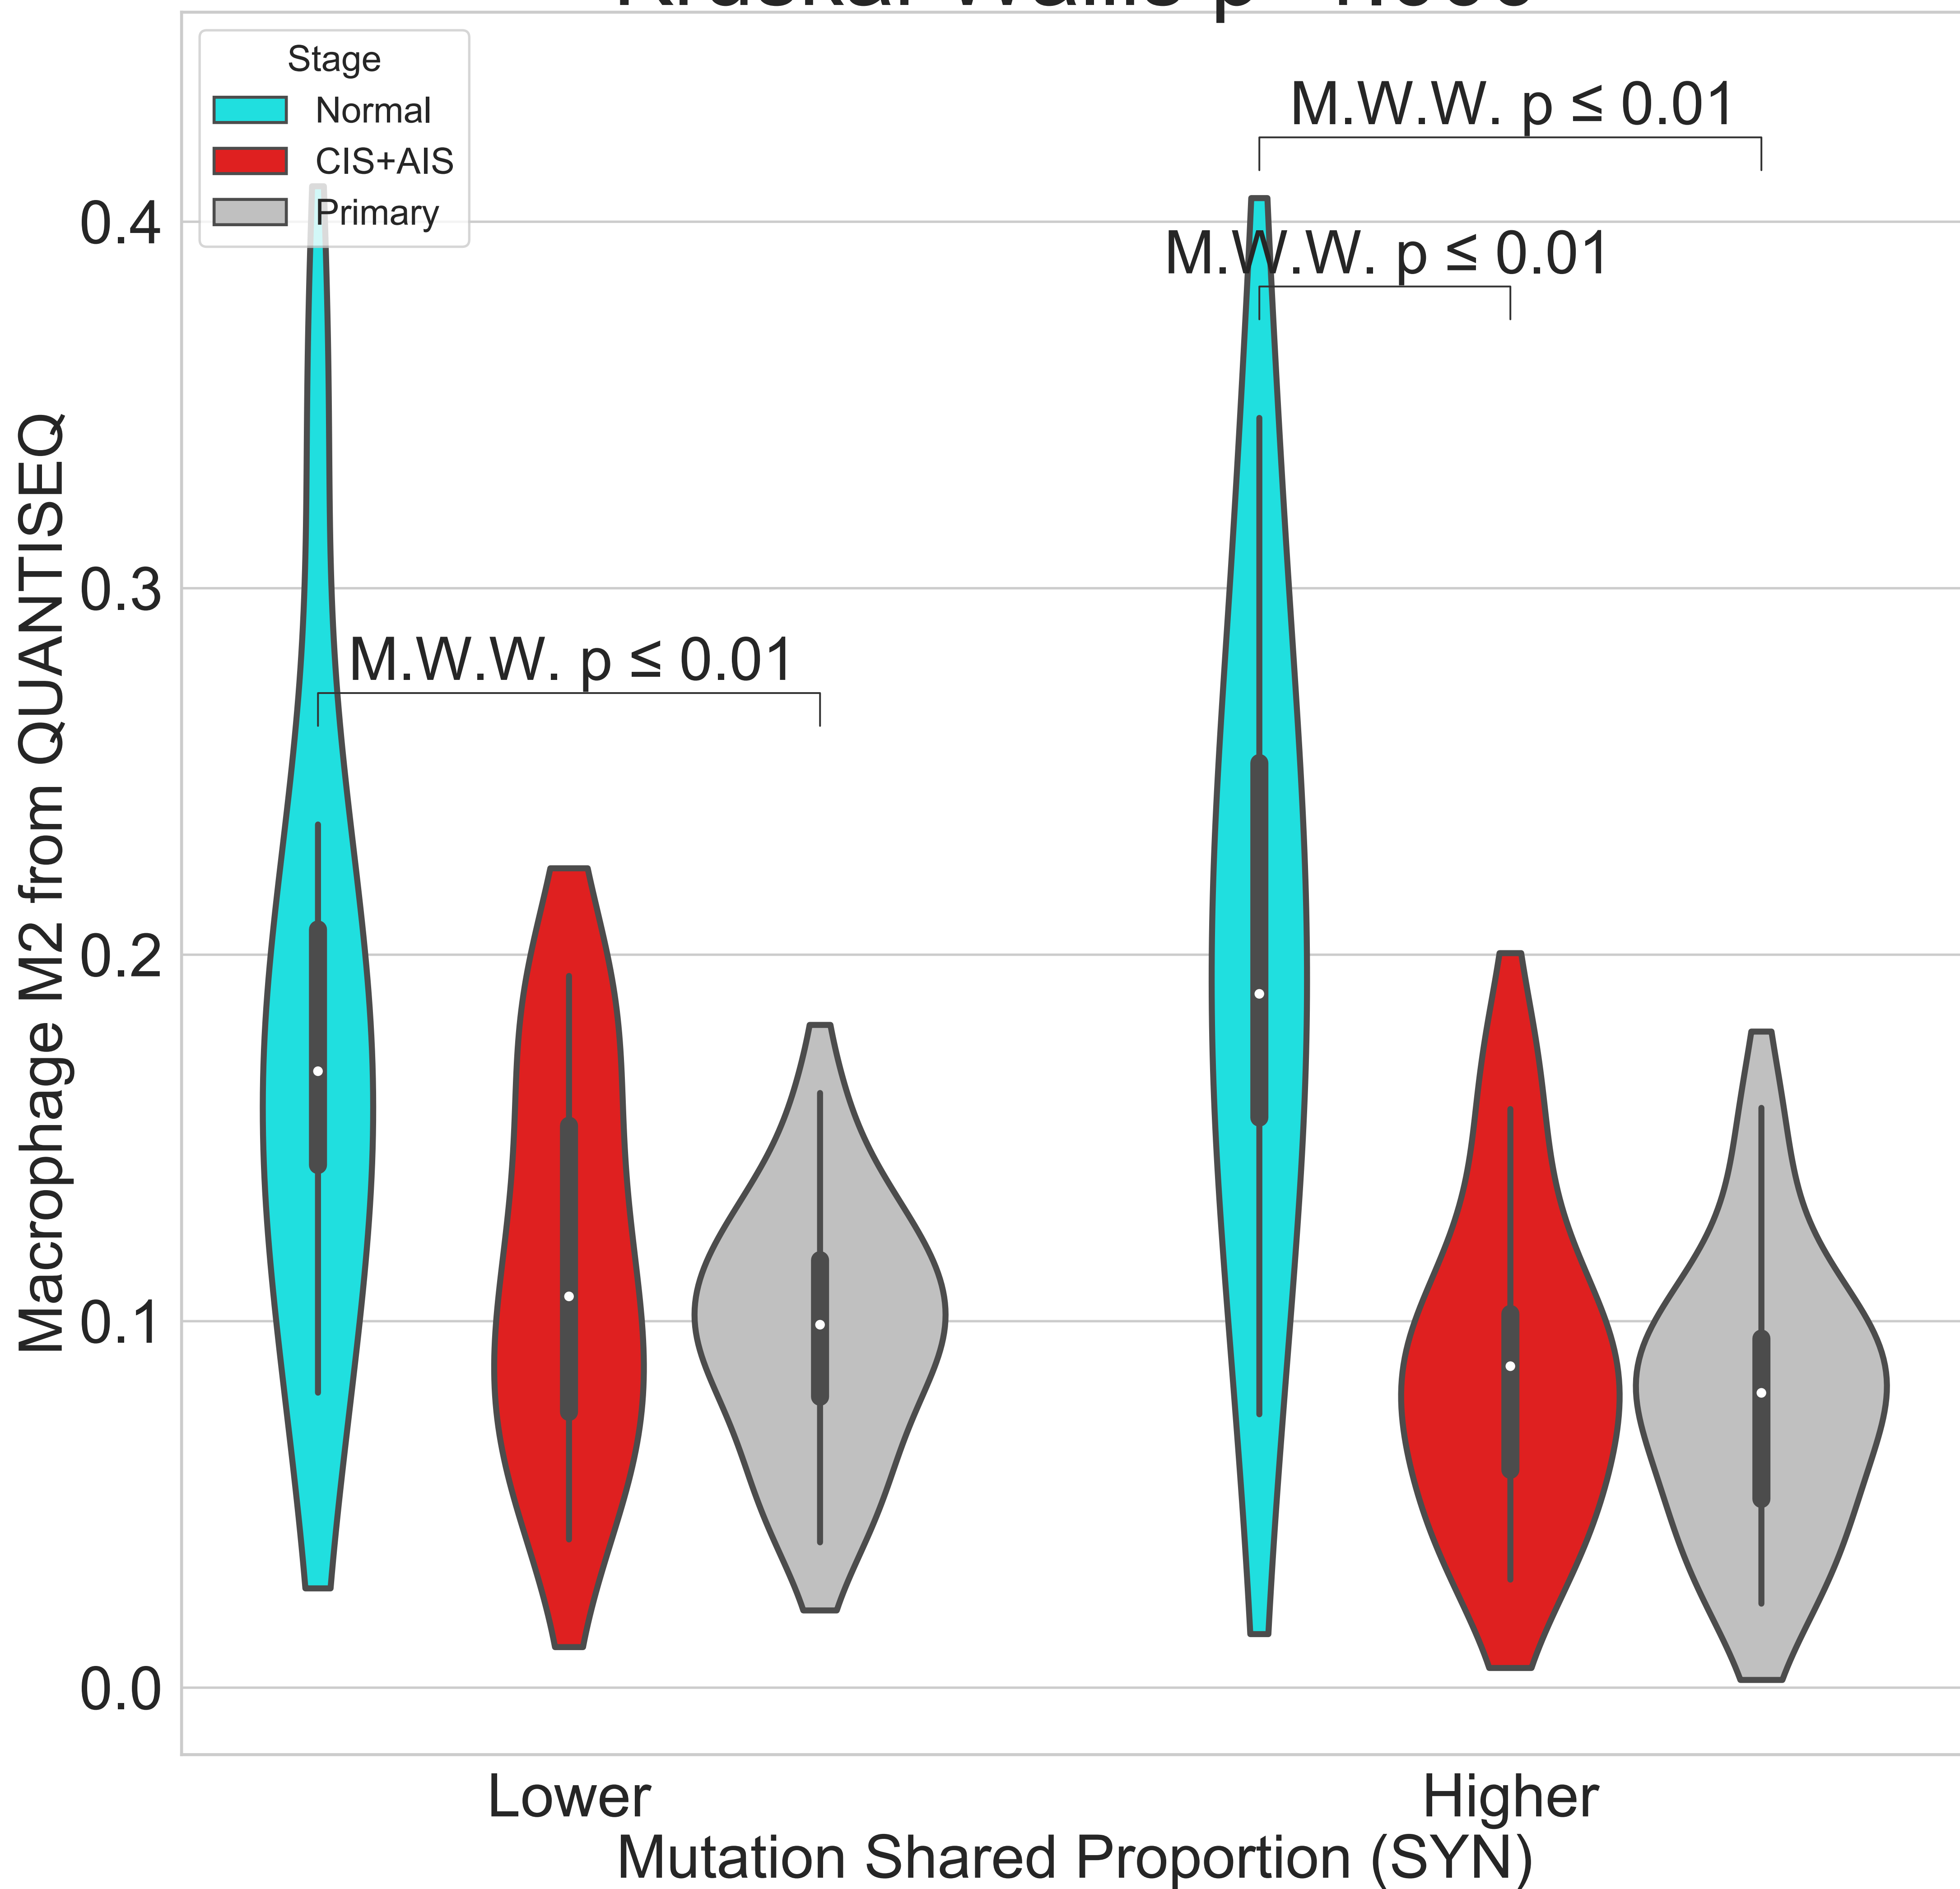 Stage
Normal
CIS+AIS
Primary
M.W.W. p ≤ 0.01
M.W.W. p ≤ 0.01
M.W.W. p ≤ 0.01
0.4
0.3
0.2
0.1
0.0
Macrophage M2 from QUANTISEQ
Lower
Higher
Mutation Shared Proportion (SYN)